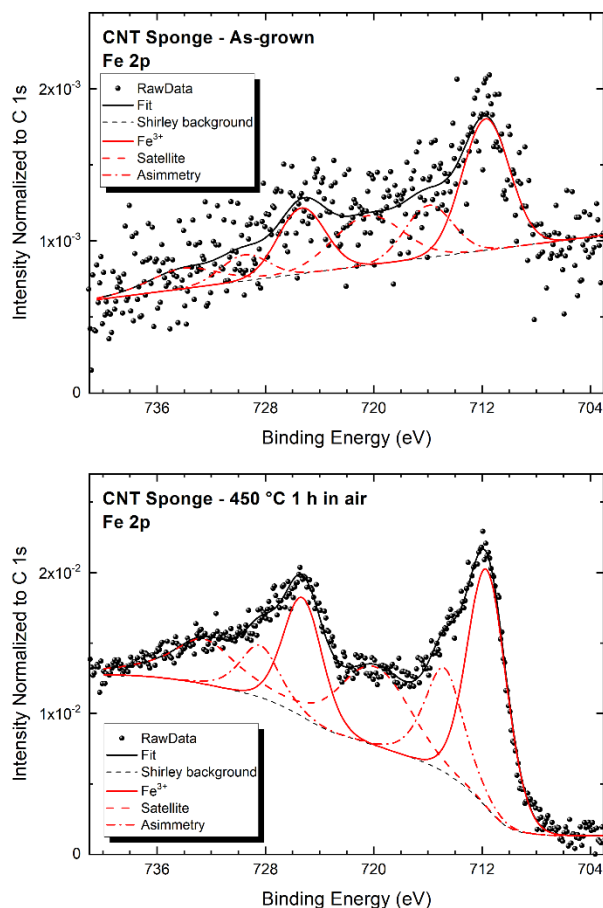 CNT Sponge - As-grown
Fe 2p
RawData
Fit
Shirley background
Fe³⁺
Satellite
Asimmetry
2x10⁻³
1x10⁻³
0
Intensity Normalized to C 1s
736 728 720 712 704
Binding Energy (eV)
CNT Sponge - 450 °C 1 h in air
Fe 2p
2x10⁻²
1x10⁻²
0
Intensity Normalized to C 1s
RawData
Fit
Shirley background
Fe³⁺
Satellite
Asimmetry
736 728 720 712 704
Binding Energy (eV)